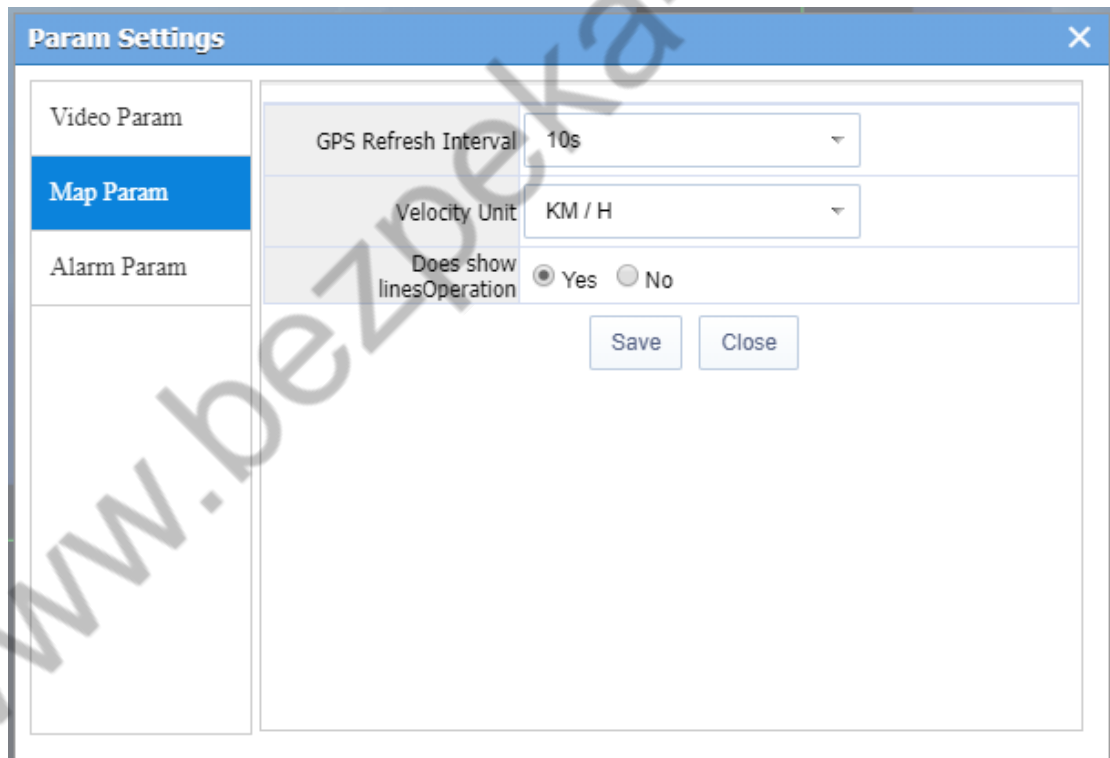 Param Settings
Video Param
Map Param
Alarm Param
GPS Refresh Interval 10s
Velocity Unit KM / H
Does show
linesOperation Yes No
Save Close
www.bezpeka